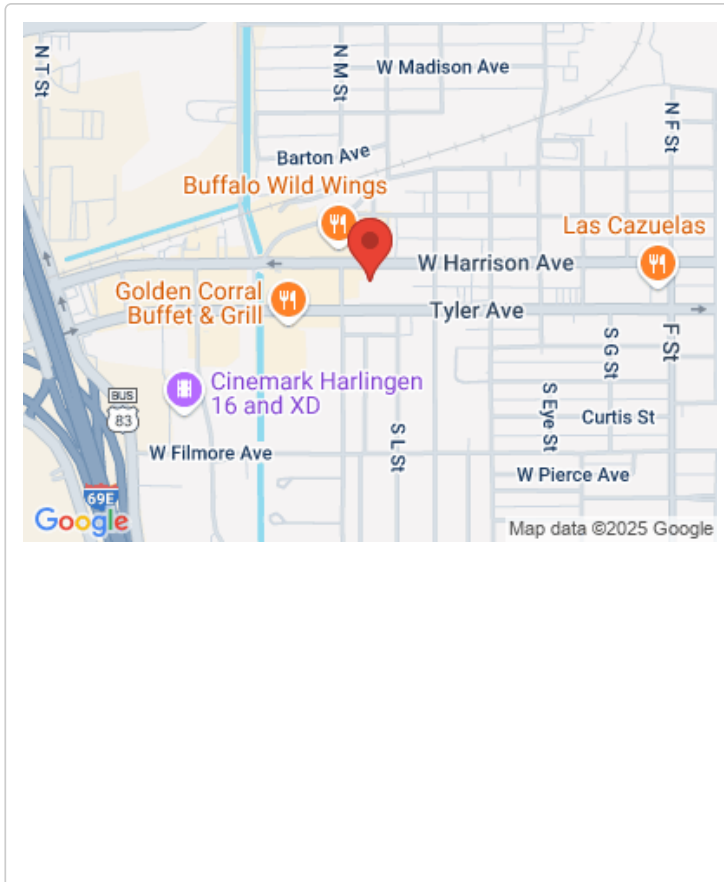 N T St
N M St
W Madison Ave
N F St
Barton Ave
Buffalo Wild Wings
Las Cazuelas
W Harrison Ave
Golden Corral
Buffet & Grill
Tyler Ave
S G St
F St
Cinemark Harlingen
16 and XD
BUS
83
S Eye St
Curtis St
S L St
W Filmore Ave
W Pierce Ave
69E
Google
Map data ©2025 Google